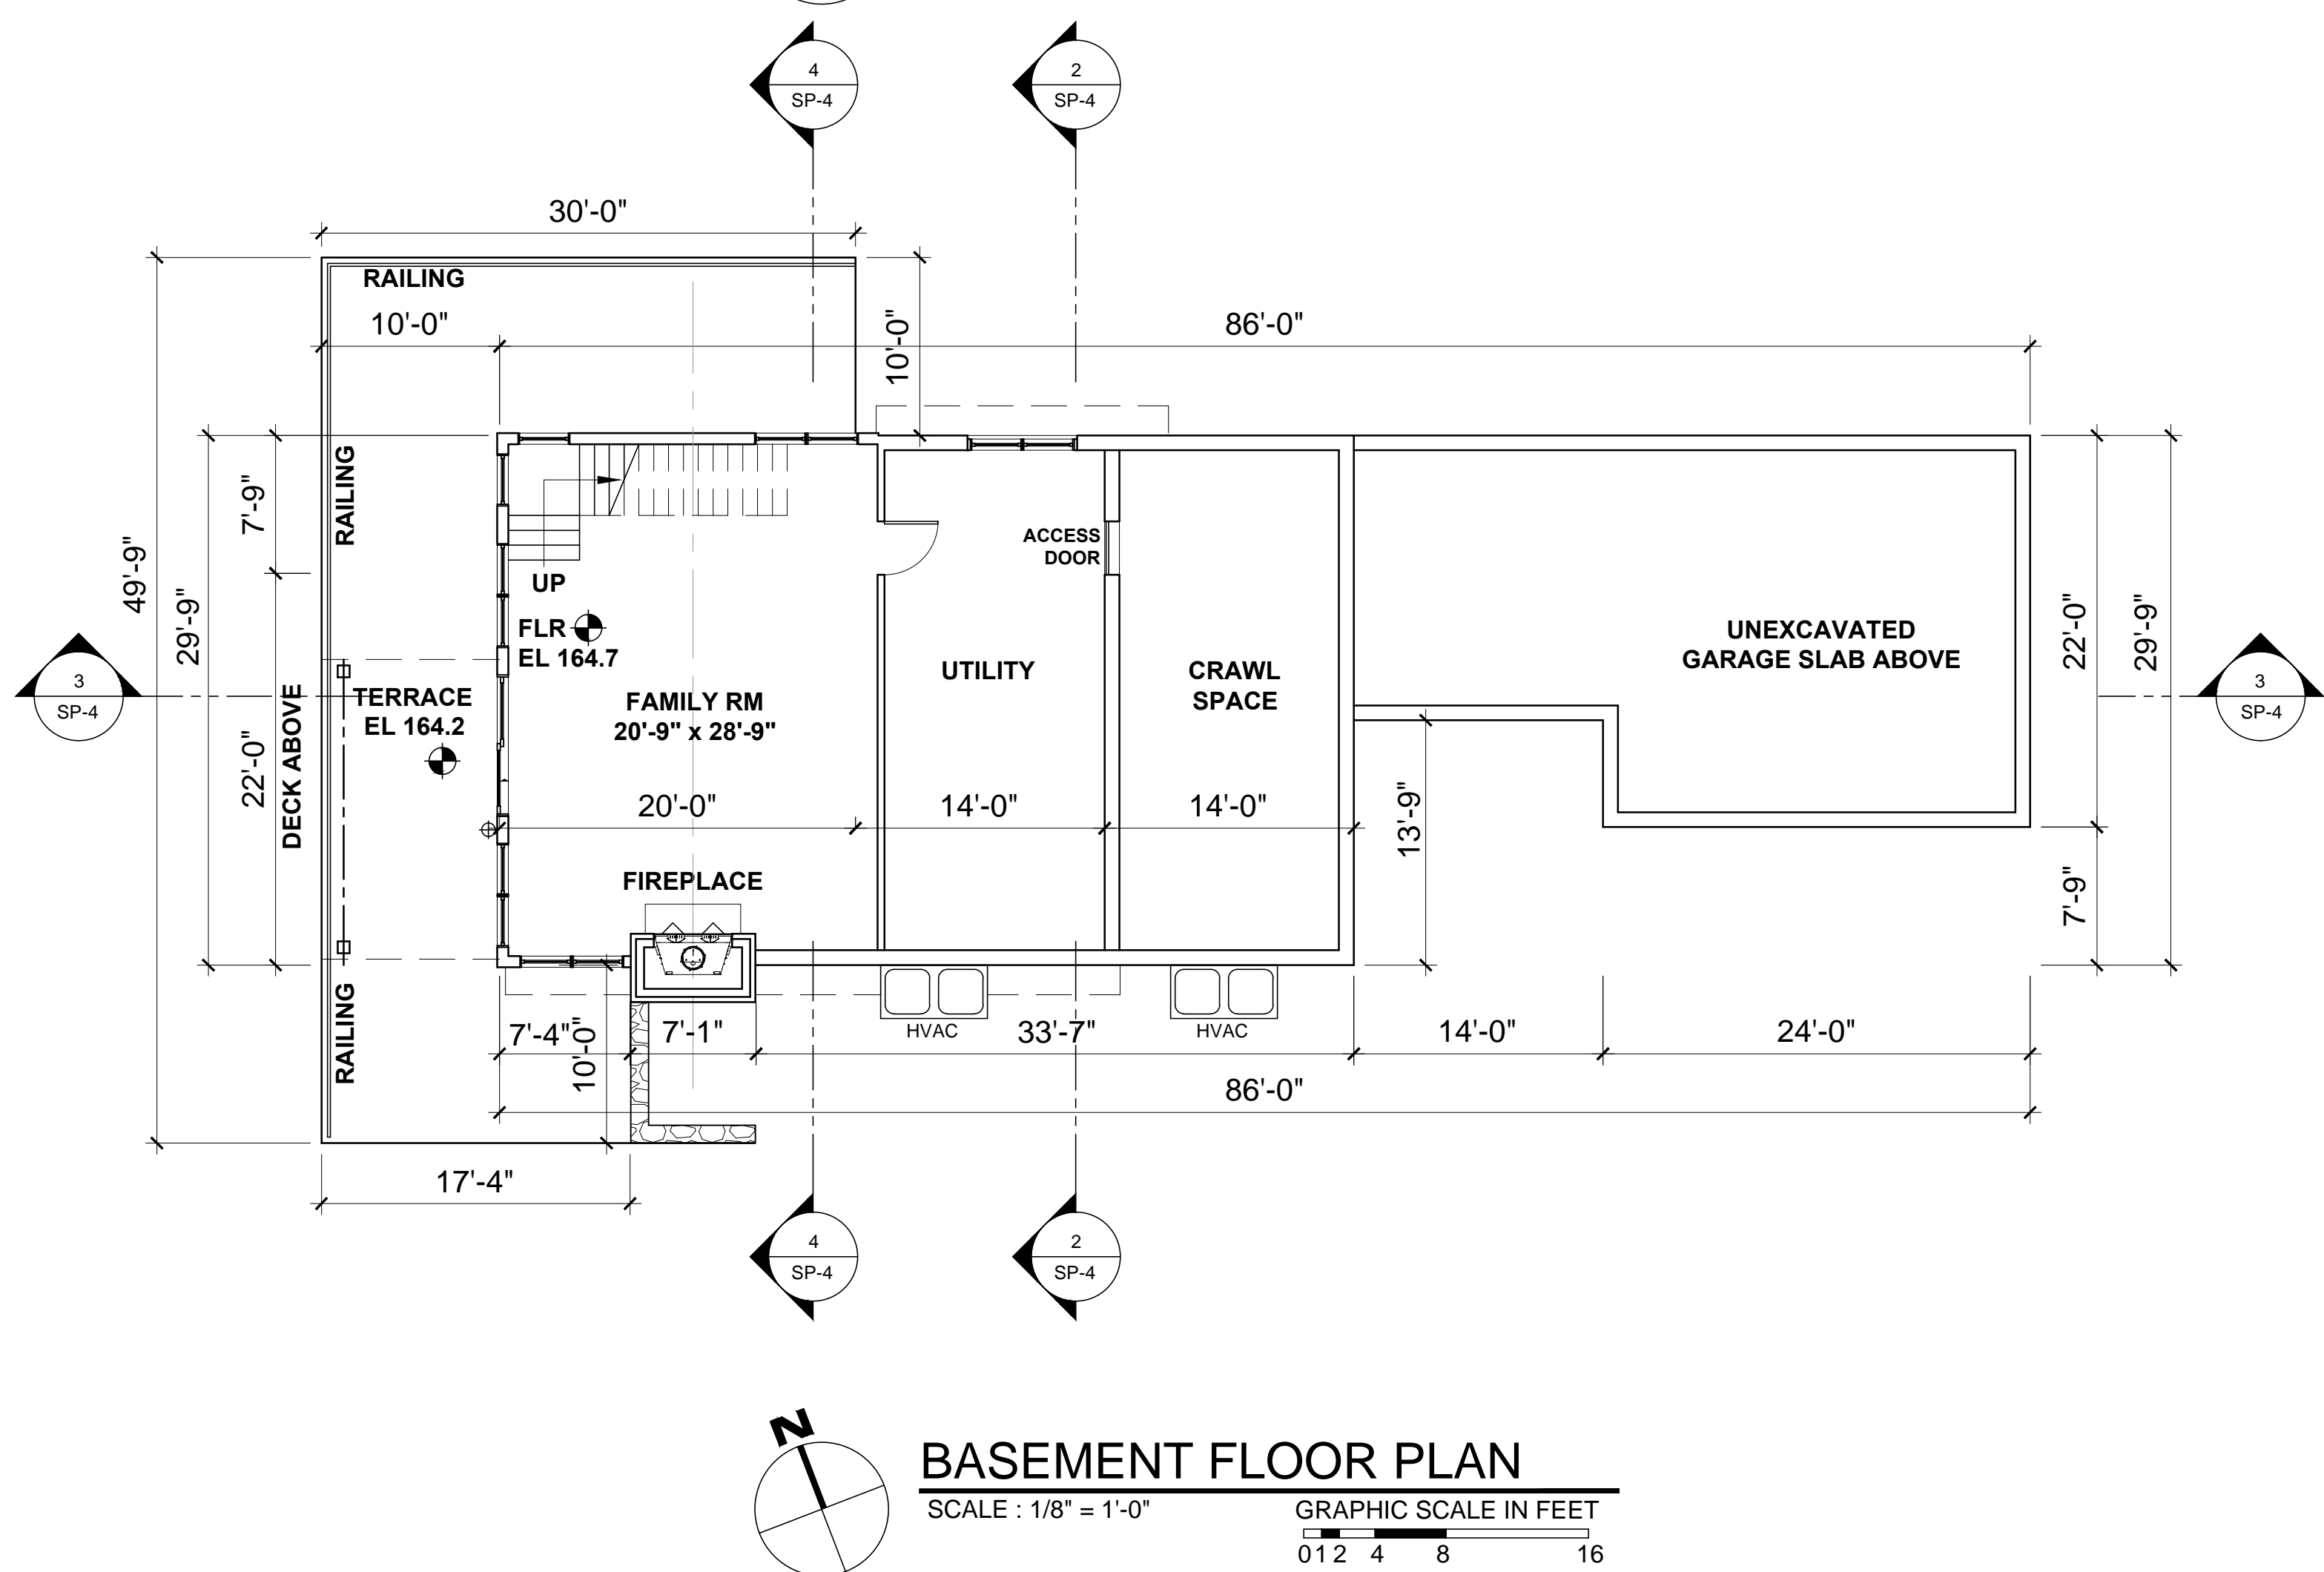 4
SP-4
2
SP-4
30'-0"
RAILING
10'-0"
86'-0"
10'-0"
49'-9"
29'-9"
7'-9"
22'-0"
RAILING
DECK ABOVE
RAILING
UP
FLR
EL 164.7
ACCESS
DOOR
3
SP-4
TERRACE
EL 164.2
FAMILY RM
20'-9" x 28'-9"
UTILITY
CRAWL
SPACE
UNEXCAVATED
GARAGE SLAB ABOVE
22'-0"
29'-9"
3
SP-4
20'-0"
14'-0"
14'-0"
13'-9"
7'-9"
FIREPLACE
HVAC
HVAC
7'-4"
10'-0"
7'-1"
33'-7"
14'-0"
24'-0"
86'-0"
17'-4"
4
SP-4
2
SP-4
N
BASEMENT FLOOR PLAN
SCALE : 1/8" = 1'-0"
GRAPHIC SCALE IN FEET
0 1 2 4 8 16